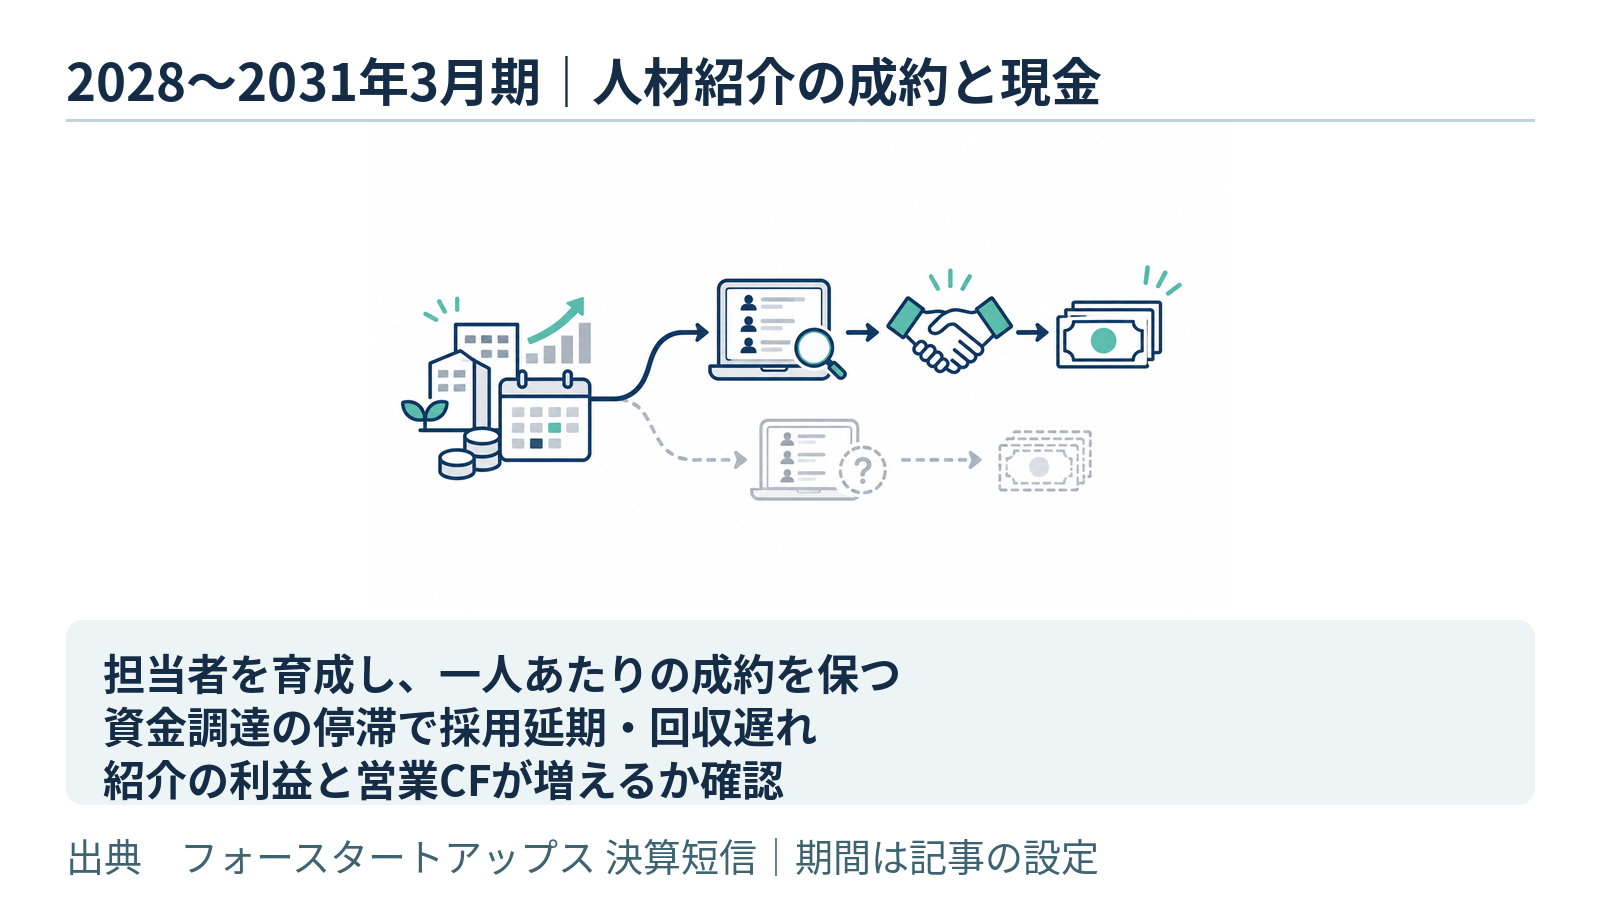 2028～2031年3月期｜人材紹介の成約と現金
?
担当者を育成し、一人あたりの成約を保つ
資金調達の停滞で採用延期・回収遅れ
紹介の利益と営業CFが増えるか確認
出典　フォースタートアップス 決算短信｜期間は記事の設定